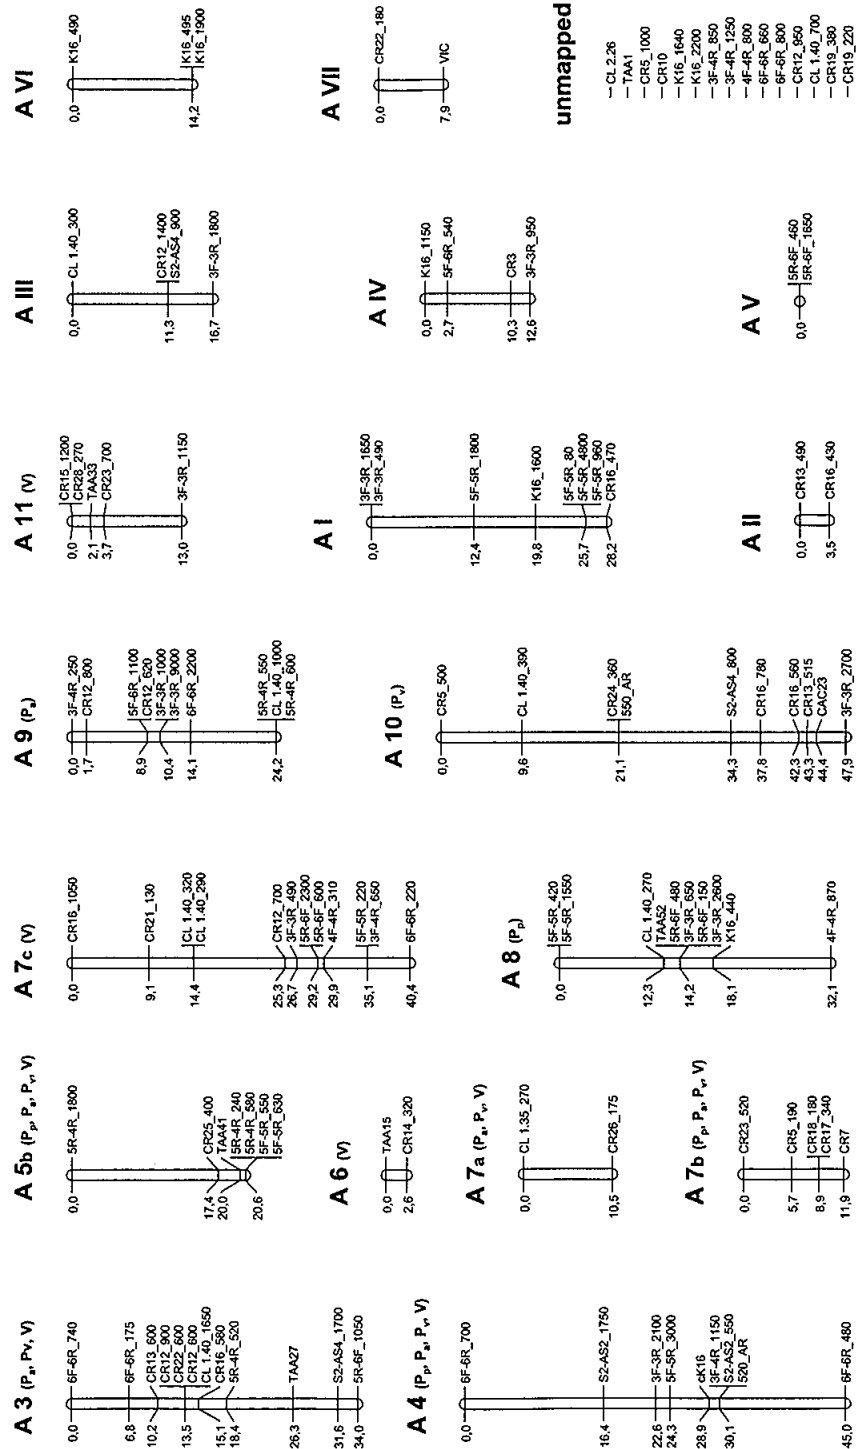 A 3 (Pa, Pv, V)
0,0 6F-6R_740
6,8 6F-6R_175
10,2 CR13_600
CR12_900
13,5 CR22_600
CR12_600
CL 1.40_1650
15,1 CR16_580
18,4 5R-4R_520
26,3 TAA27
31,6 S2-AS4_1700
34,0 5R-6F_1050
A 4 (Pp, Pa, Pv, V)
0,0 6F-6R_700
16,4 S2-AS2_1750
22,6 3F-3R_2100
24,3 5F-5R_3000
28,9 cK16
3F-4R_1150
30,1 S2-AS2_550
520_AR
45,0 6F-6R_480
A 5b (Pp, Pa, Pv, V)
0,0 5R-4R_1800
17,4 CR25_400
20,0 TAA41
5R-4R_240
5R-4R_580
20,6 5F-5R_550
5F-5R_630
A 6 (V)
0,0 TAA15
2,6 CR14_320
A 7a (Pa, Pv, V)
0,0 CL 1.35_270
10,5 CR26_175
A 7b (Pp, Pa, Pv, V)
0,0 CR23_520
5,7 CR5_190
8,9 CR18_180
CR17_340
11,9 CR7
A 7c (V)
0,0 CR16_1050
9,1 CR21_130
14,4 CL 1.40_320
CL 1.40_290
25,3 CR12_700
26,7 3F-3R_490
29,2 5R-6F_2300
5R-6F_600
29,9 4F-4R_310
35,1 5F-5R_220
3F-4R_650
40,4 6F-6R_220
A 8 (Pp)
0,0 5F-5R_420
5F-5R_1550
12,3 CL 1.40_270
TAA52
14,2 5R-6F_480
3F-3R_650
5R-6F_150
18,1 3F-3R_2600
K16_440
32,1 4F-4R_870
A 9 (Pa)
0,0 3F-4R_250
1,7 CR12_800
8,9 5F-6R_1100
CR12_620
10,4 3F-3R_1000
3F-3R_9000
14,1 6F-6R_2200
24,2 5R-4R_550
CL 1.40_1000
5R-4R_600
A 10 (Pv)
0,0 CR5_500
9,6 CL 1.40_390
21,1 CR24_360
550_AR
34,3 S2-AS4_800
37,8 CR16_780
42,3 CR16_560
43,3 CR13_515
44,4 CAC23
47,9 3F-3R_2700
A 11 (V)
0,0 CR15_1200
CR28_270
2,1 TAA33
3,7 CR23_700
13,0 3F-3R_1150
A I
0,0 3F-3R_1650
3F-3R_490
12,4 5F-5R_1800
19,8 K16_1600
25,7 5F-5R_80
5F-5R_4800
5F-5R_960
28,2 CR16_470
A II
0,0 CR13_490
3,5 CR16_430
A III
0,0 CL 1.40_300
11,3 CR12_1400
S2-AS4_900
16,7 3F-3R_1800
A IV
0,0 K16_1150
2,7 5F-6R_540
10,3 CR3
12,6 3F-3R_950
A V
0,0 5R-6F_460
5R-6F_1650
A VI
0,0 K16_490
14,2 K16_495
K16_1900
A VII
0,0 CR22_180
7,9 VIC
unmapped
CL 2.26
TAA1
CR5_1000
CR10
K16_1640
K16_2200
3F-4R_850
3F-4R_1250
4F-4R_800
6F-6R_660
6F-6R_800
CR12_950
CL 1.40_700
CR19_380
CR19_220